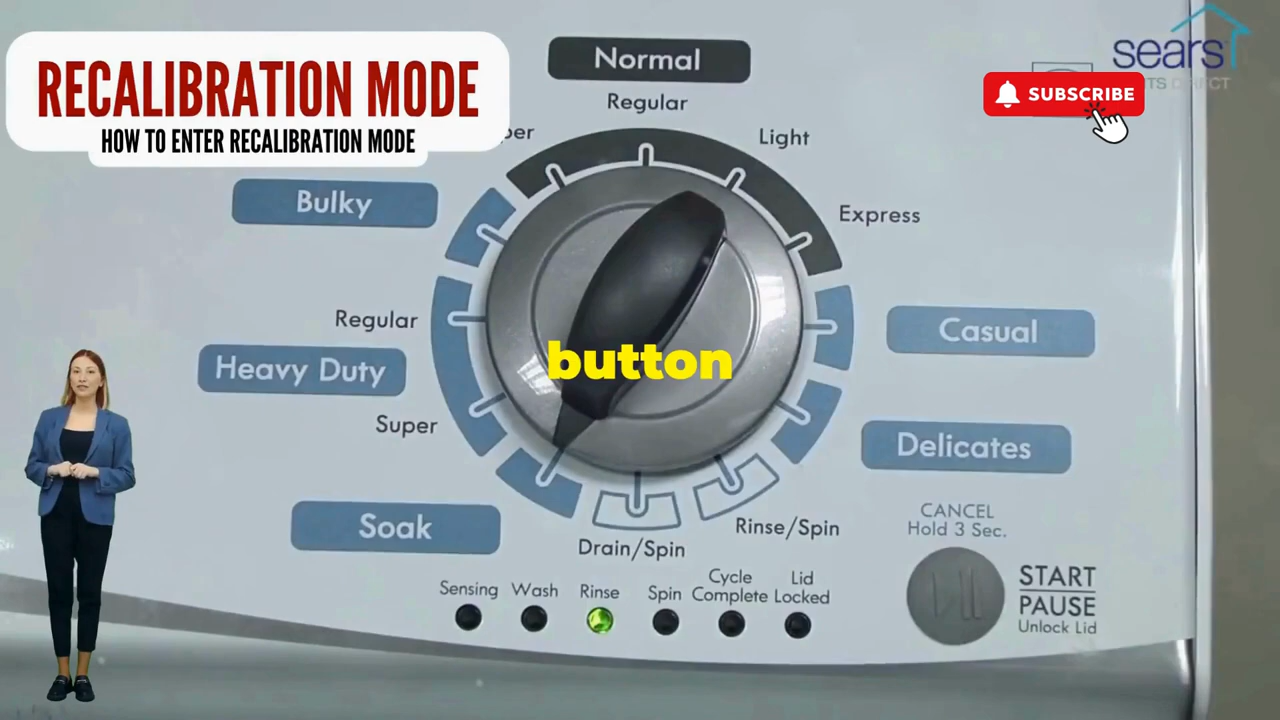 RECALIBRATION MODE
HOW TO ENTER RECALIBRATION MODE
sears
SUBSCRIBE
Normal
Regular
Light
Express
Bulky
Regular
Heavy Duty
Super
button
Casual
Delicates
Soak
Drain/Spin
Rinse/Spin
CANCEL
Hold 3 Sec.
START
PAUSE
Unlock Lid
Sensing
Wash
Rinse
Spin
Cycle
Complete
Lid
Locked